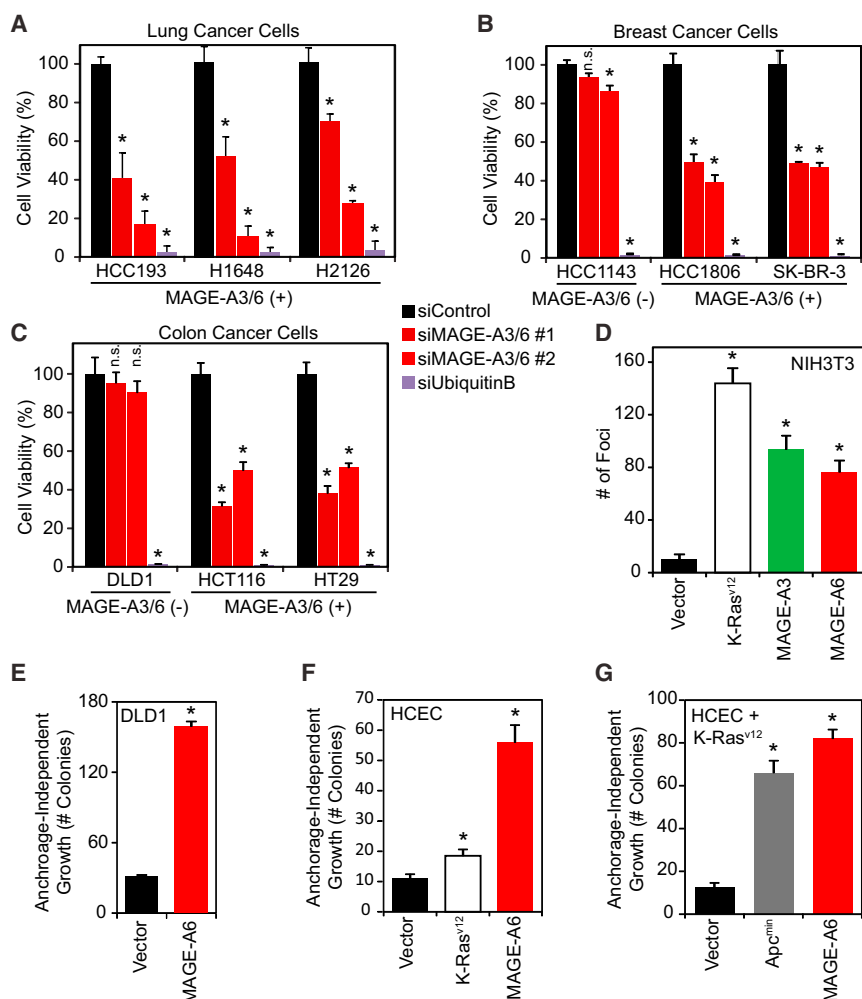 A
Lung Cancer Cells
Cell Viability (%)
100
80
60
40
20
0
*
*
*
*
*
*
*
*
*
HCC193
H1648
H2126
MAGE-A3/6 (+)
B
Breast Cancer Cells
Cell Viability (%)
100
80
60
40
20
0
n.s.
*
*
*
*
*
*
*
*
HCC1143
HCC1806
SK-BR-3
MAGE-A3/6 (-)
MAGE-A3/6 (+)
siControl
siMAGE-A3/6 #1
siMAGE-A3/6 #2
siUbiquitinB
C
Colon Cancer Cells
Cell Viability (%)
100
80
60
40
20
0
n.s.
n.s.
*
*
*
*
*
*
*
DLD1
HCT116
HT29
MAGE-A3/6 (-)
MAGE-A3/6 (+)
D
NIH3T3
# of Foci
160
120
80
40
0
*
*
*
Vector
K-Rasv12
MAGE-A3
MAGE-A6
E
DLD1
Anchroage-Independent
Growth (# Colonies)
180
120
60
0
*
Vector
MAGE-A6
F
HCEC
Anchorage-Independent
Growth (# Colonies)
70
60
50
40
30
20
10
0
*
*
Vector
K-Rasv12
MAGE-A6
G
HCEC +
K-Rasv12
Anchorage-Independent
Growth (# Colonies)
100
80
60
40
20
0
*
*
Vector
Apcmin
MAGE-A6